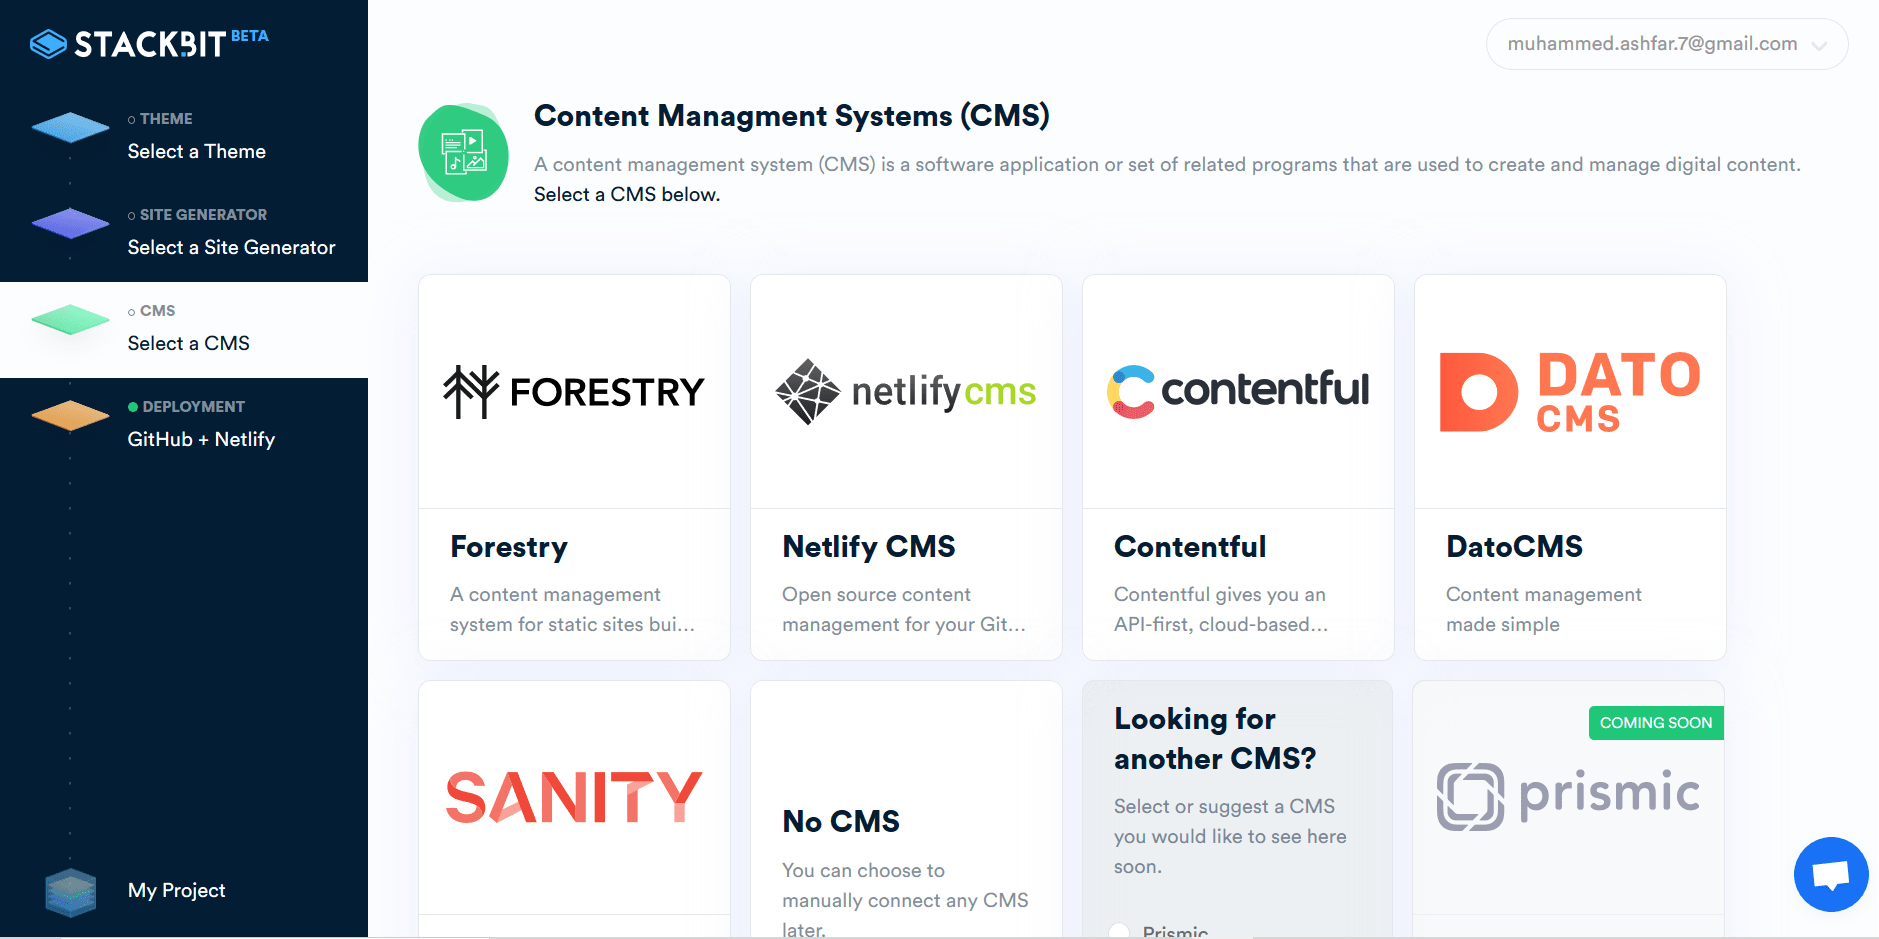 STACKBIT BETA
muhammed.ashfar.7@gmail.com
THEME
Select a Theme
SITE GENERATOR
Select a Site Generator
CMS
Select a CMS
DEPLOYMENT
GitHub + Netlify
My Project
Content Managment Systems (CMS)
A content management system (CMS) is a software application or set of related programs that are used to create and manage digital content.
Select a CMS below.
FORESTRY
Forestry
A content management
system for static sites bui...
netlify cms
Netlify CMS
Open source content
management for your Git...
contentful
Contentful
Contentful gives you an
API-first, cloud-based...
DATO
CMS
DatoCMS
Content management
made simple
SANITY
No CMS
You can choose to
manually connect any CMS
later.
Looking for
another CMS?
Select or suggest a CMS
you would like to see here
soon.
Prismic
COMING SOON
prismic